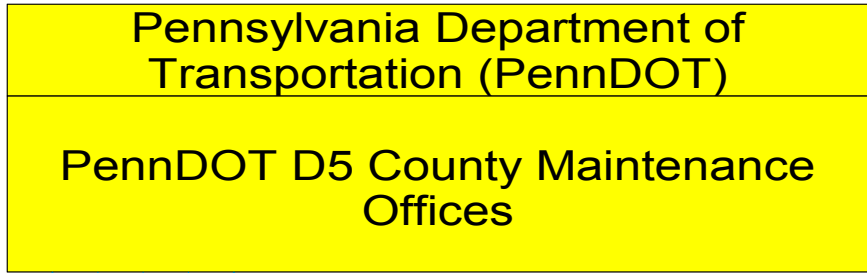 Pennsylvania Department of
Transportation (PennDOT)
PennDOT D5 County Maintenance
Offices